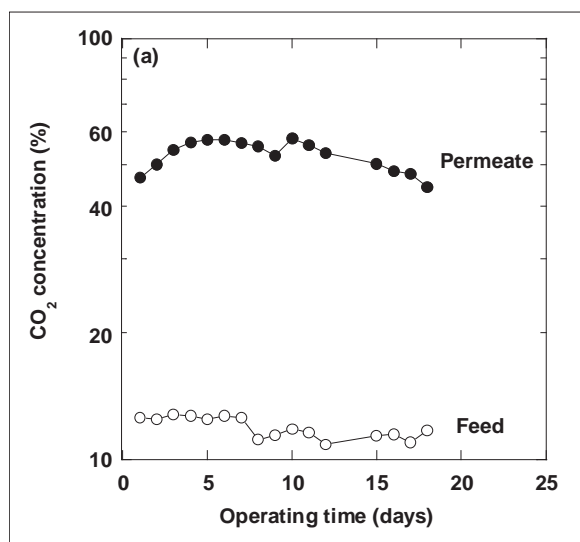 (a)
100
60
40
20
10
CO₂ concentration (%)
Permeate
Feed
0 5 10 15 20 25
Operating time (days)